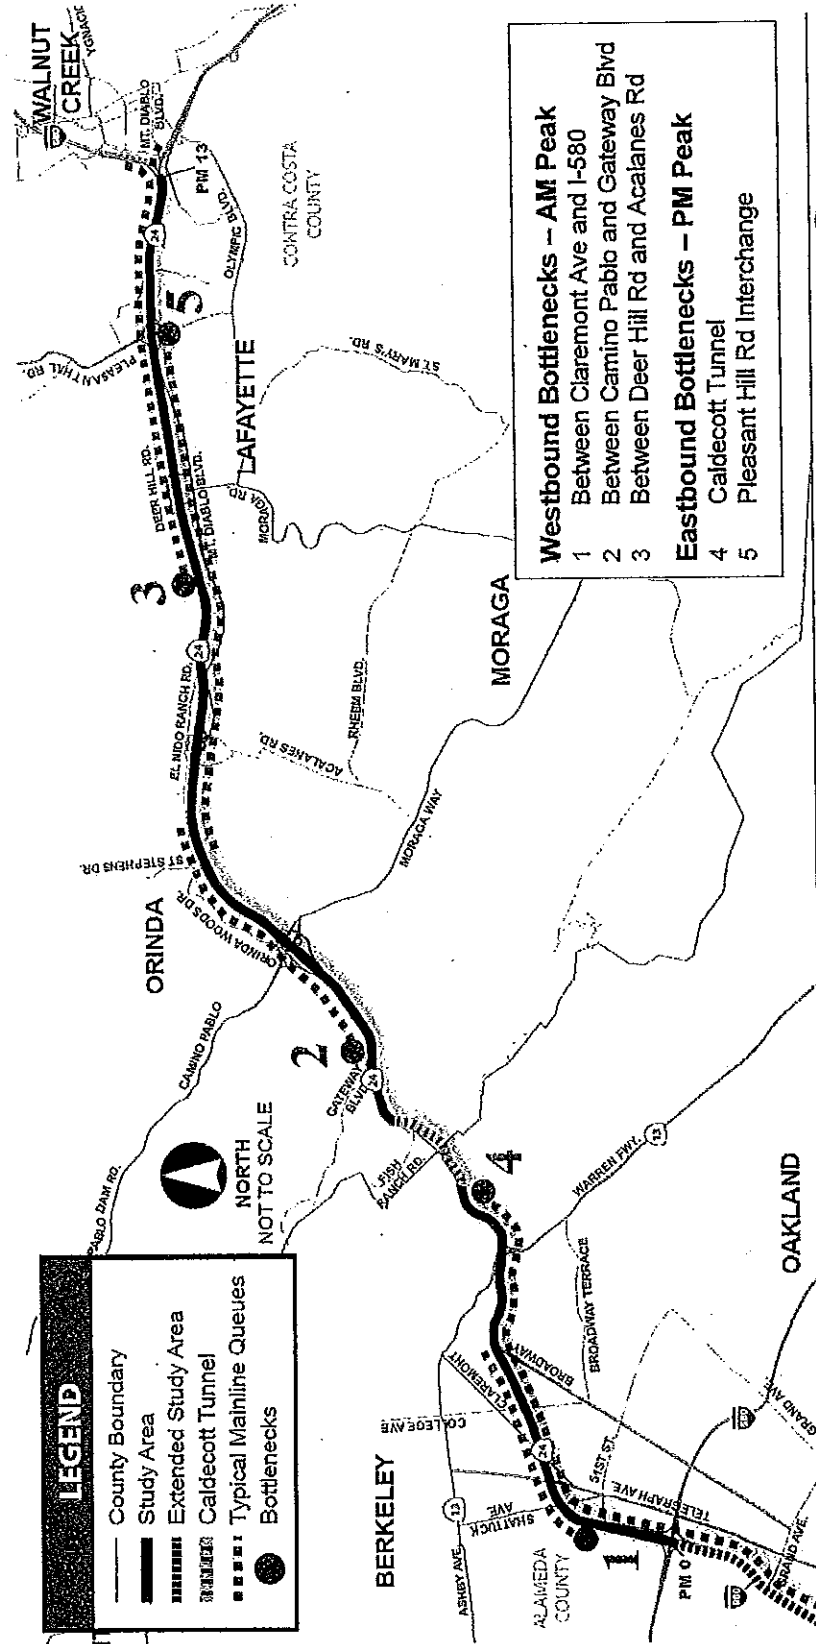 LEGEND
County Boundary
Study Area
Extended Study Area
Caldecott Tunnel
Typical Mainline Queues
Bottlenecks
NORTH
NOT TO SCALE
PABLO DAM RD.
CAMINO PABLO
ORINDA
ST STEPHENS DR.
ORINDA WOODS DR.
EL NIDO RANCH RD.
24
3
DEER HILL RD.
MT. DIABLO BLVD.
PLEASANT HILL RD.
5
24
WALNUT
CREEK
YGNACIO
MT. DIABLO
BLVD.
PM 13
OLYMPIC BLVD.
CONTRA COSTA
COUNTY
LAFAYETTE
ST MARY'S RD.
MORAGA RD.
MORAGA
RHEEM BLVD.
ACALANES RD.
MORAGA WAY
2
GATEWAY
BLVD.
24
FISH
RANCH RD.
4
WARREN FWY.
13
OAKLAND
BROADWAY TERRACE
BROADWAY
CLAREMONT
COLLEGE AVE
BERKELEY
13
ASHBY AVE.
SHATTUCK
AVE.
24
51ST ST.
TELEGRAPH AVE
ALAMEDA
COUNTY
1
PM 0
GRAND AVE.
GRAND AVE.
Westbound Bottlenecks – AM Peak
1 Between Claremont Ave and I-580
2 Between Camino Pablo and Gateway Blvd
3 Between Deer Hill Rd and Acalanes Rd
Eastbound Bottlenecks – PM Peak
4 Caldecott Tunnel
5 Pleasant Hill Rd Interchange